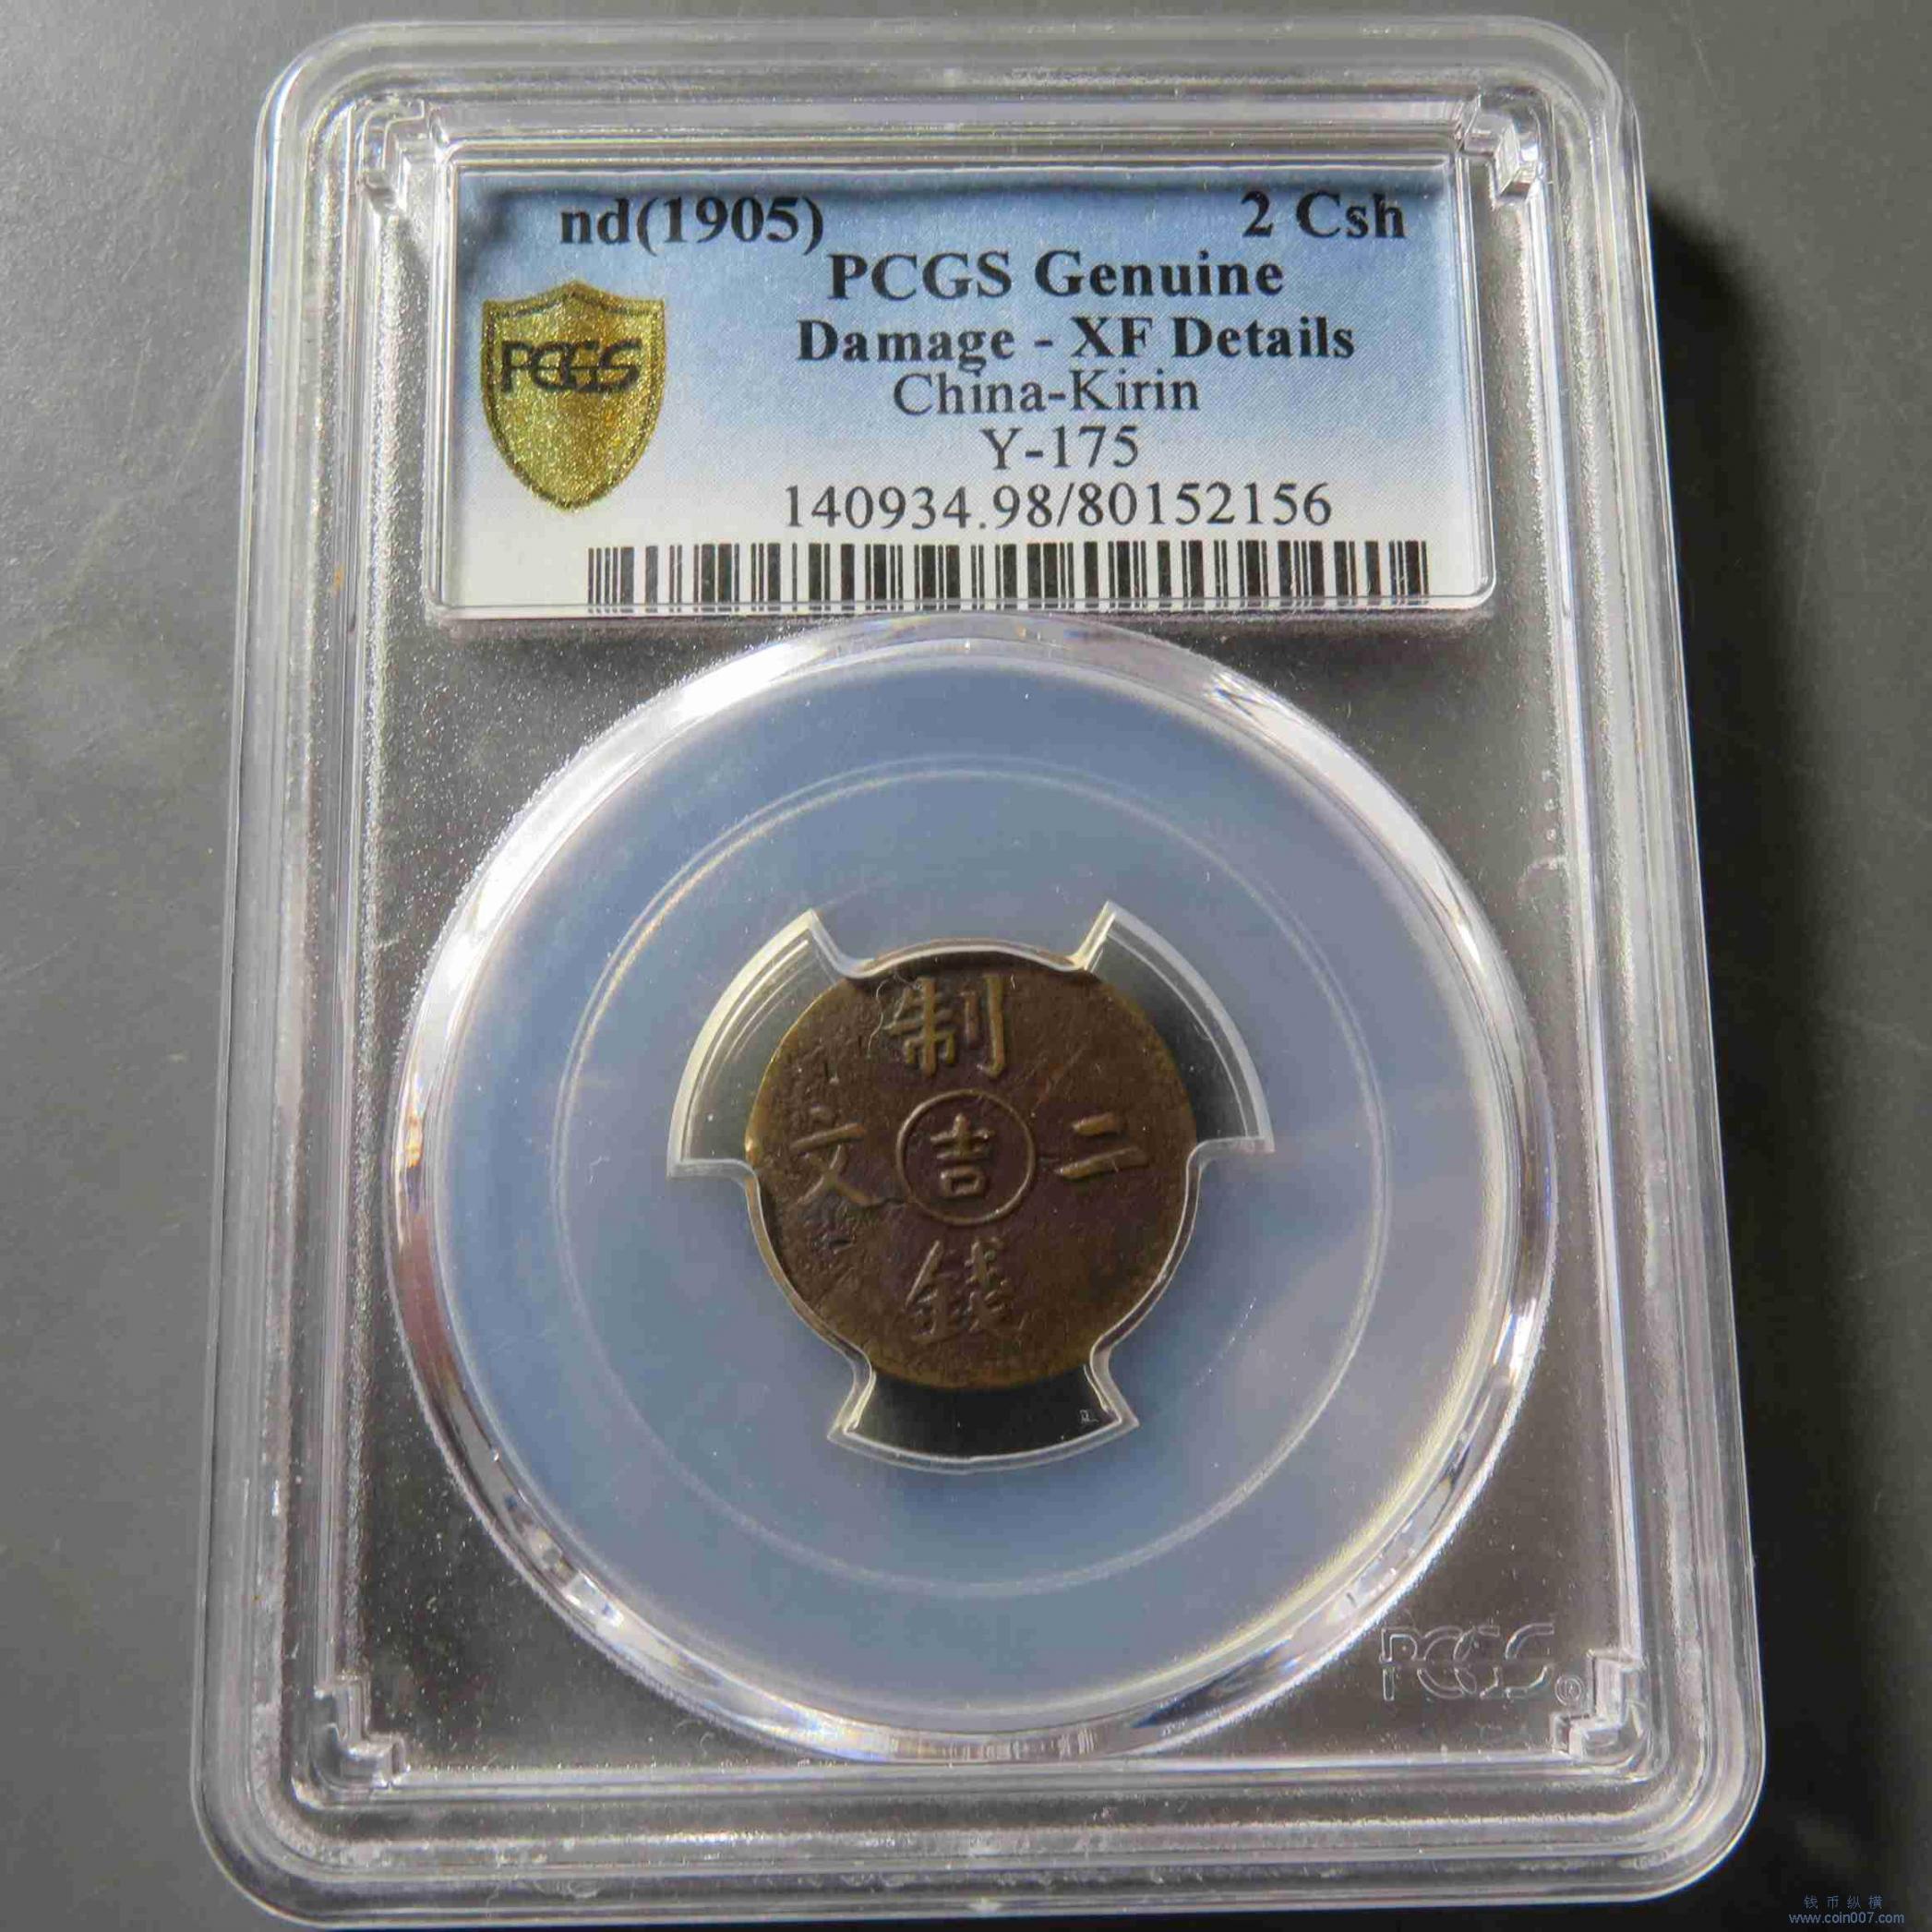 nd(1905) 2 Csh
PCGS Genuine
PCGS
Damage - XF Details
China-Kirin
Y-175
140934.98/80152156
制
文 吉 二
錢
PCGS©
钱币纵横
www.coin007.com